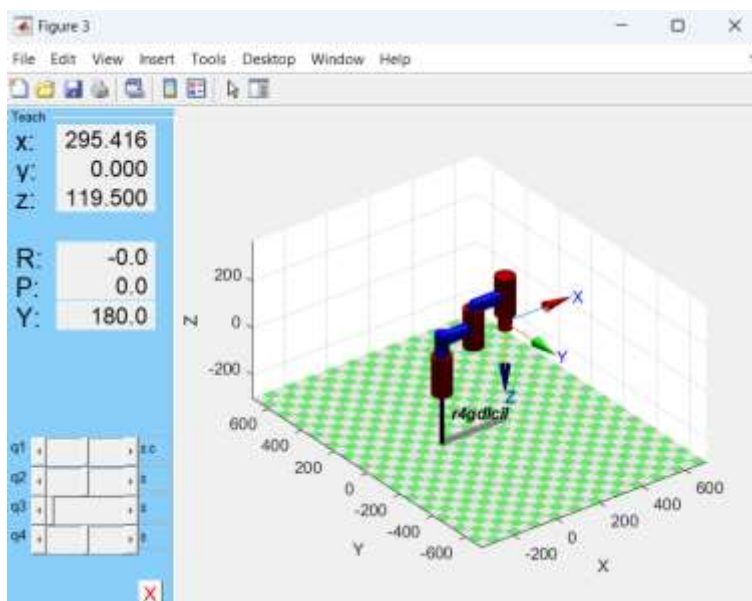 Figure 3
File Edit View Insert Tools Desktop Window Help
Teach
x: 295.416
y: 0.000
z: 119.500
R: -0.0
P: 0.0
Y: 180.0
q1
q2
q3
q4
X
Z
200
0
-200
X
Y
Z
600
400
200
0
-200
-400
-600
Y
-200
0
200
400
600
X